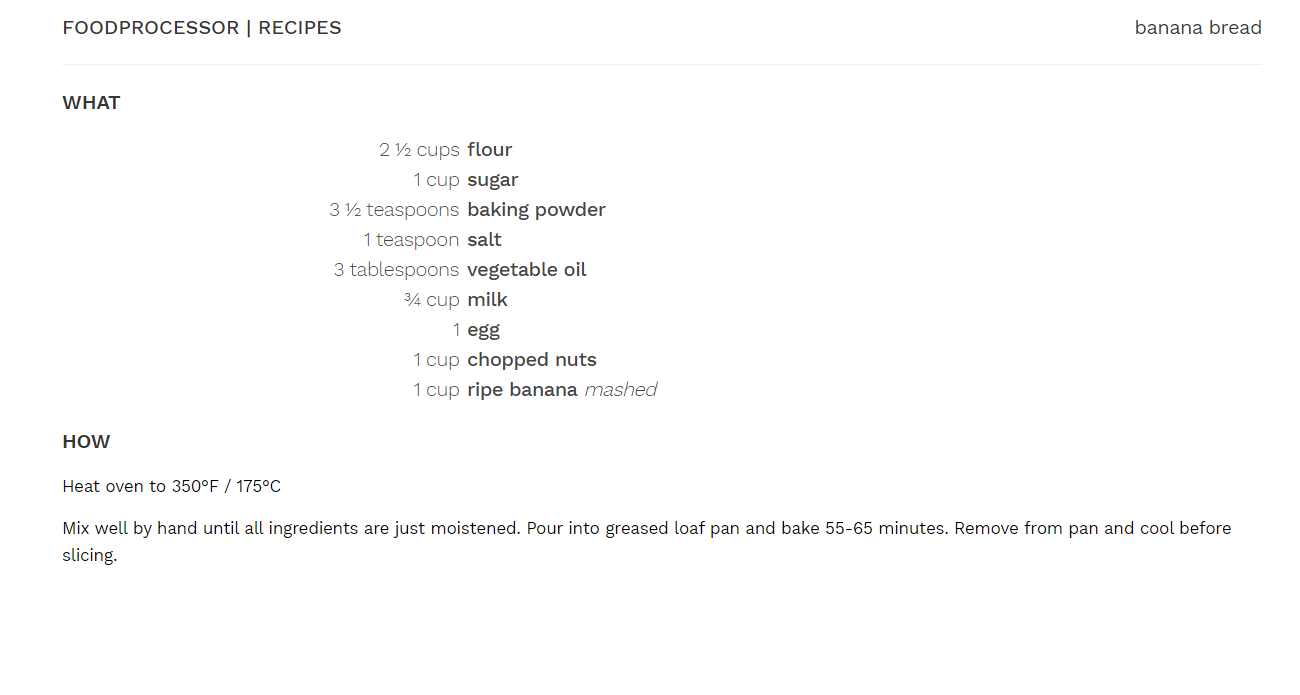 FOODPROCESSOR | RECIPES banana bread
WHAT
2 ½ cups flour
1 cup sugar
3 ½ teaspoons baking powder
1 teaspoon salt
3 tablespoons vegetable oil
¾ cup milk
1 egg
1 cup chopped nuts
1 cup ripe banana mashed
HOW
Heat oven to 350°F / 175°C
Mix well by hand until all ingredients are just moistened. Pour into greased loaf pan and bake 55-65 minutes. Remove from pan and cool before
slicing.